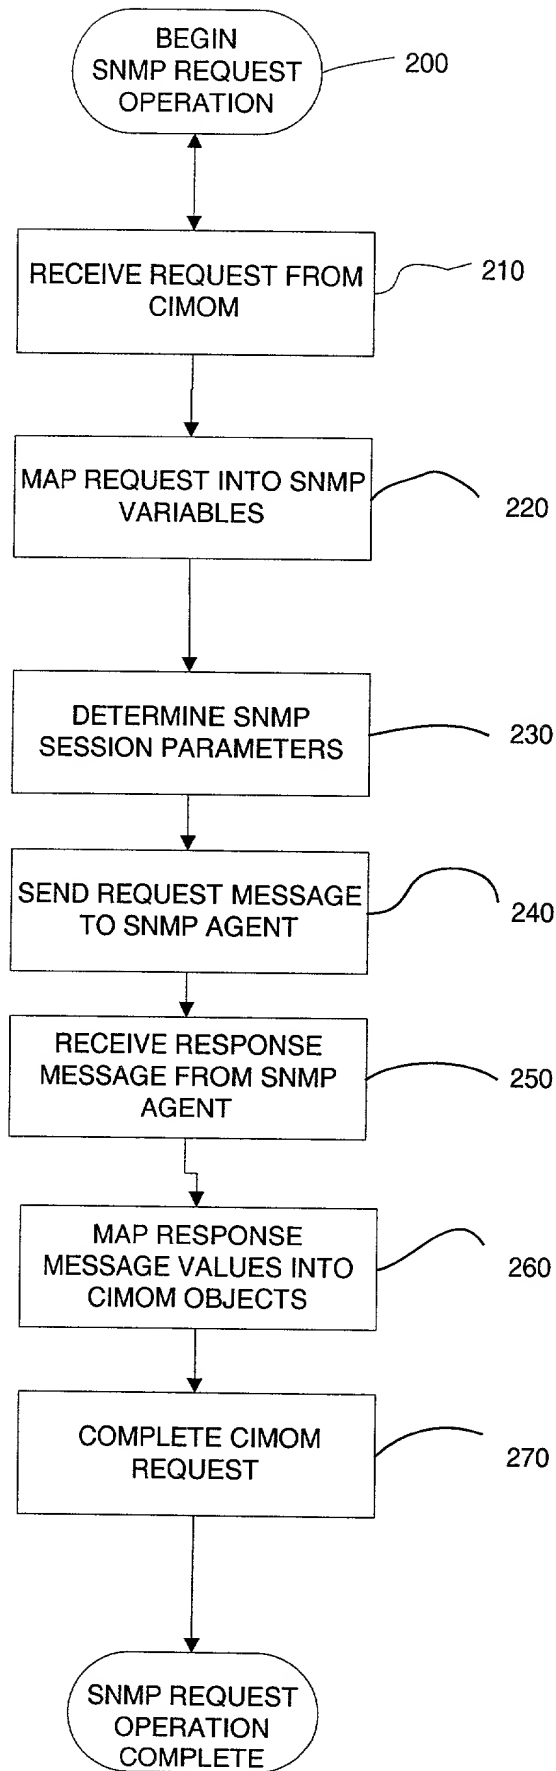 BEGIN
SNMP REQUEST
OPERATION
200
RECEIVE REQUEST FROM
CIMOM
210
MAP REQUEST INTO SNMP
VARIABLES
220
DETERMINE SNMP
SESSION PARAMETERS
230
SEND REQUEST MESSAGE
TO SNMP AGENT
240
RECEIVE RESPONSE
MESSAGE FROM SNMP
AGENT
250
MAP RESPONSE
MESSAGE VALUES INTO
CIMOM OBJECTS
260
COMPLETE CIMOM
REQUEST
270
SNMP REQUEST
OPERATION
COMPLETE